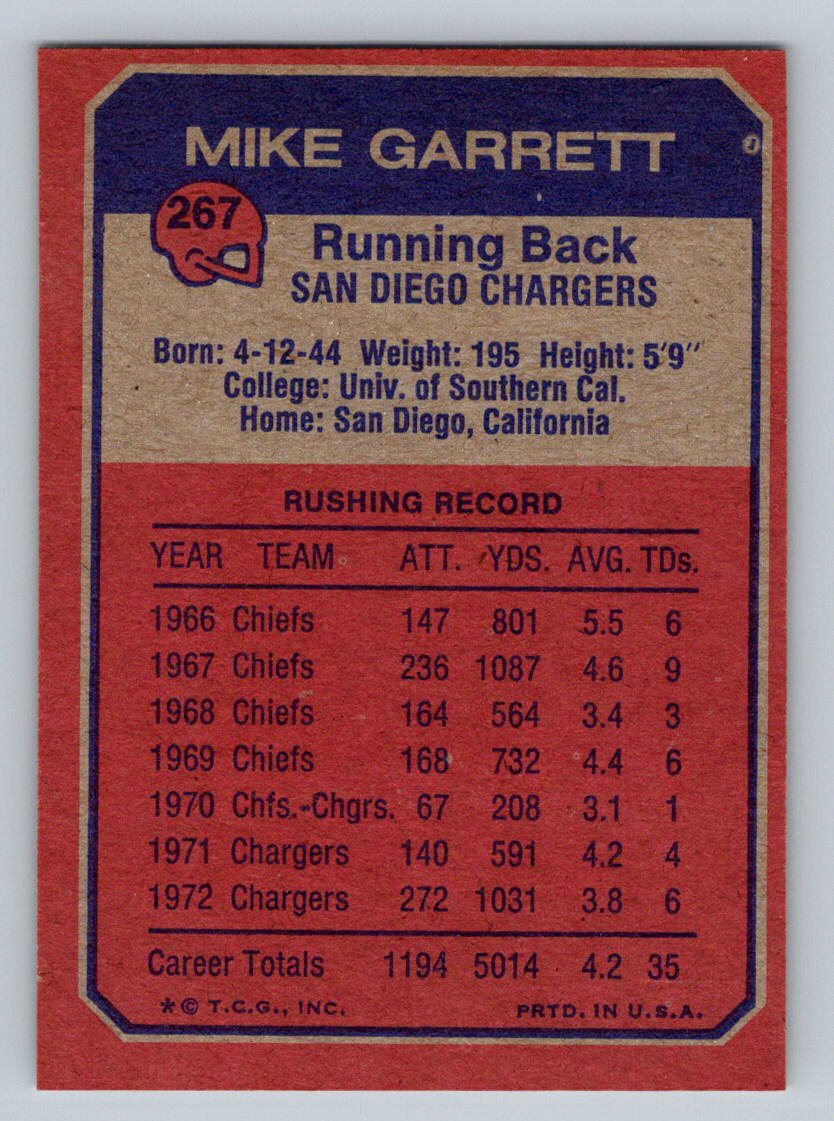 MIKE GARRETT
267
Running Back
SAN DIEGO CHARGERS
Born: 4-12-44 Weight: 195 Height: 5'9"
College: Univ. of Southern Cal.
Home: San Diego, California
RUSHING RECORD
YEAR TEAM ATT. YDS. AVG. TDs.
1966 Chiefs 147 801 5.5 6
1967 Chiefs 236 1087 4.6 9
1968 Chiefs 164 564 3.4 3
1969 Chiefs 168 732 4.4 6
1970 Chfs.-Chgrs. 67 208 3.1 1
1971 Chargers 140 591 4.2 4
1972 Chargers 272 1031 3.8 6
Career Totals 1194 5014 4.2 35
*© T.C.G., INC. PRTD. IN U.S.A.